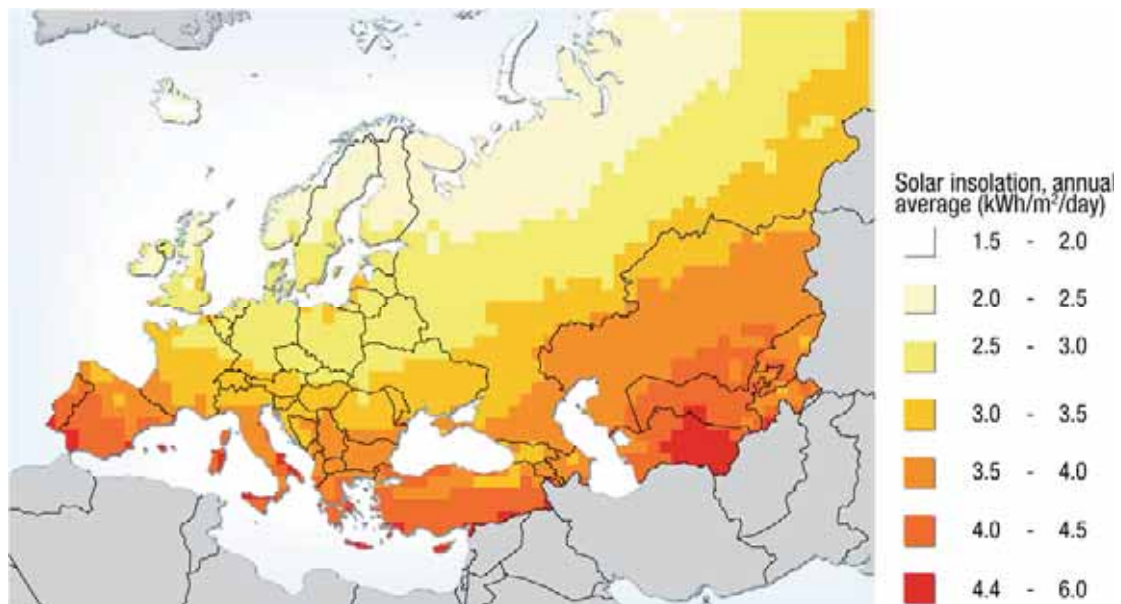 Solar insolation, annual
average (kWh/m²/day)
1.5 - 2.0
2.0 - 2.5
2.5 - 3.0
3.0 - 3.5
3.5 - 4.0
4.0 - 4.5
4.4 - 6.0